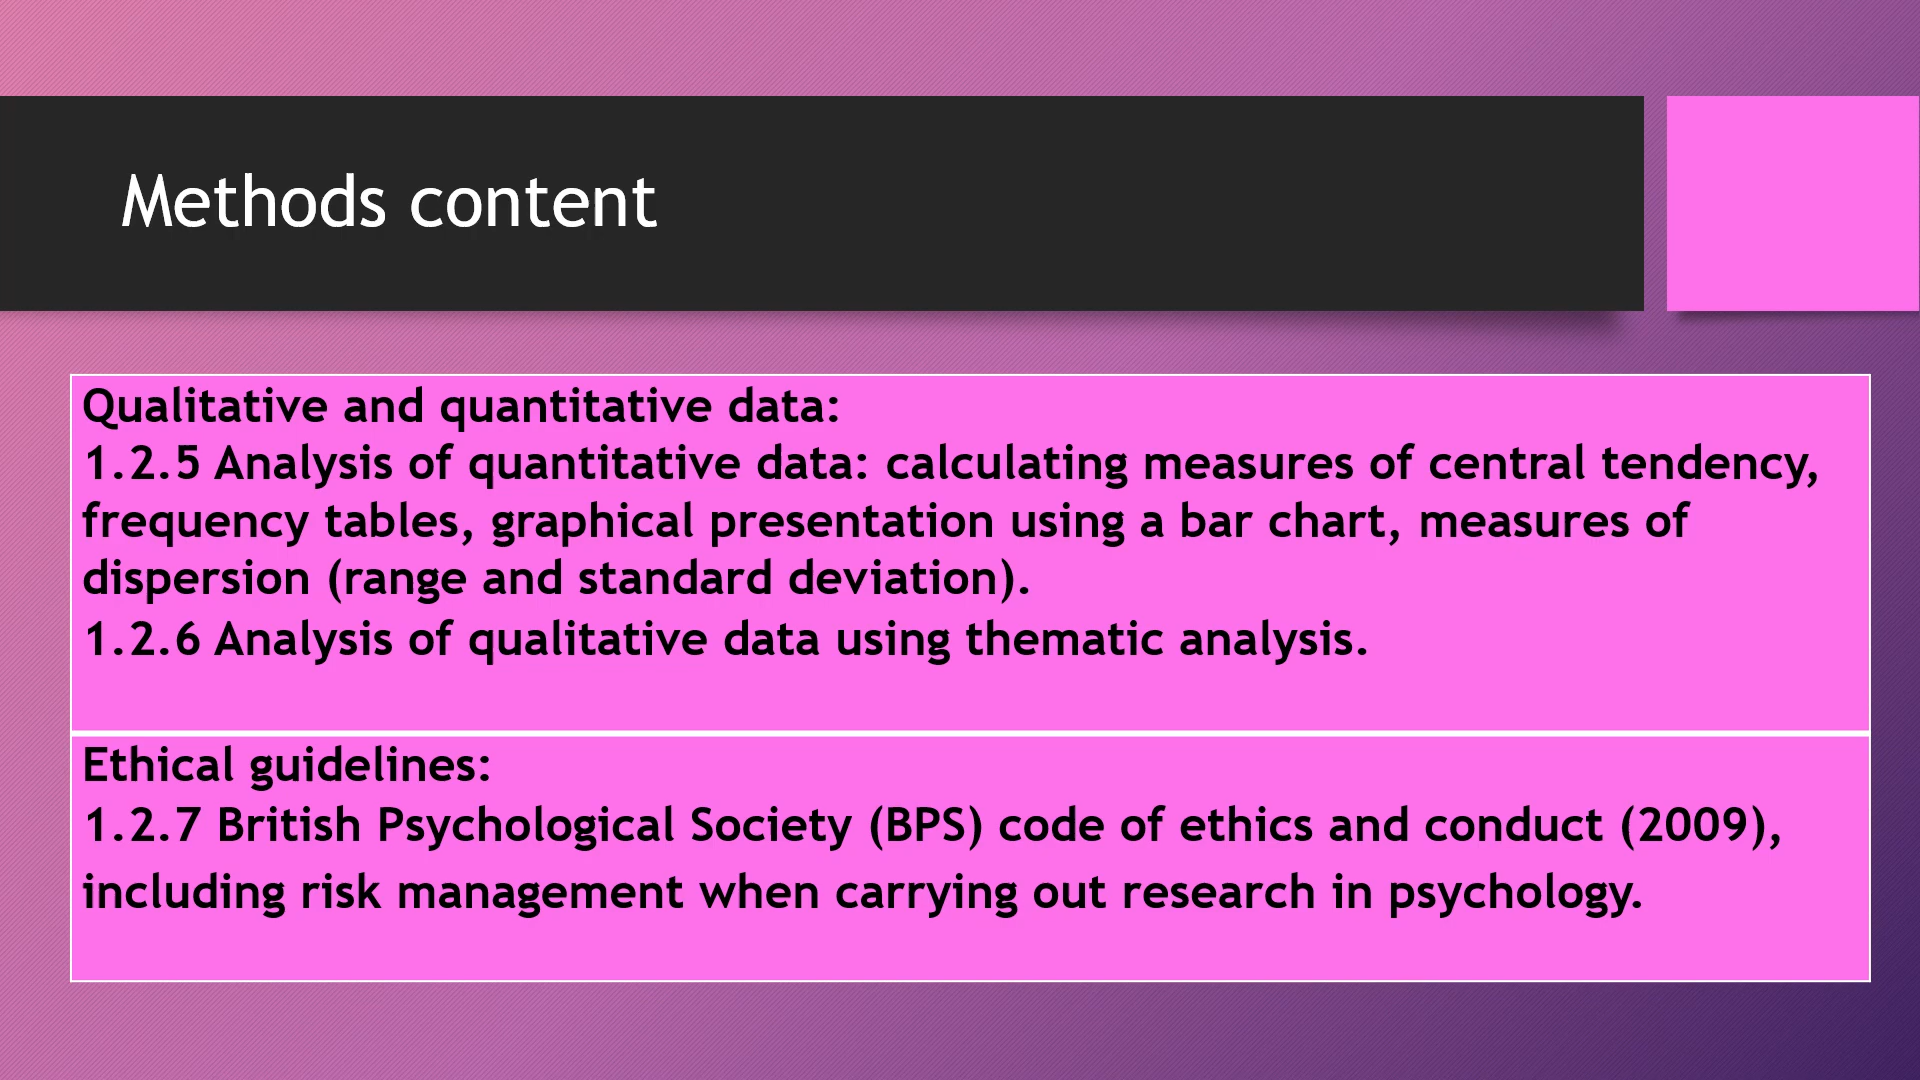 Methods content
Qualitative and quantitative data:
1.2.5 Analysis of quantitative data: calculating measures of central tendency,
frequency tables, graphical presentation using a bar chart, measures of
dispersion (range and standard deviation).
1.2.6 Analysis of qualitative data using thematic analysis.
Ethical guidelines:
1.2.7 British Psychological Society (BPS) code of ethics and conduct (2009),
including risk management when carrying out research in psychology.